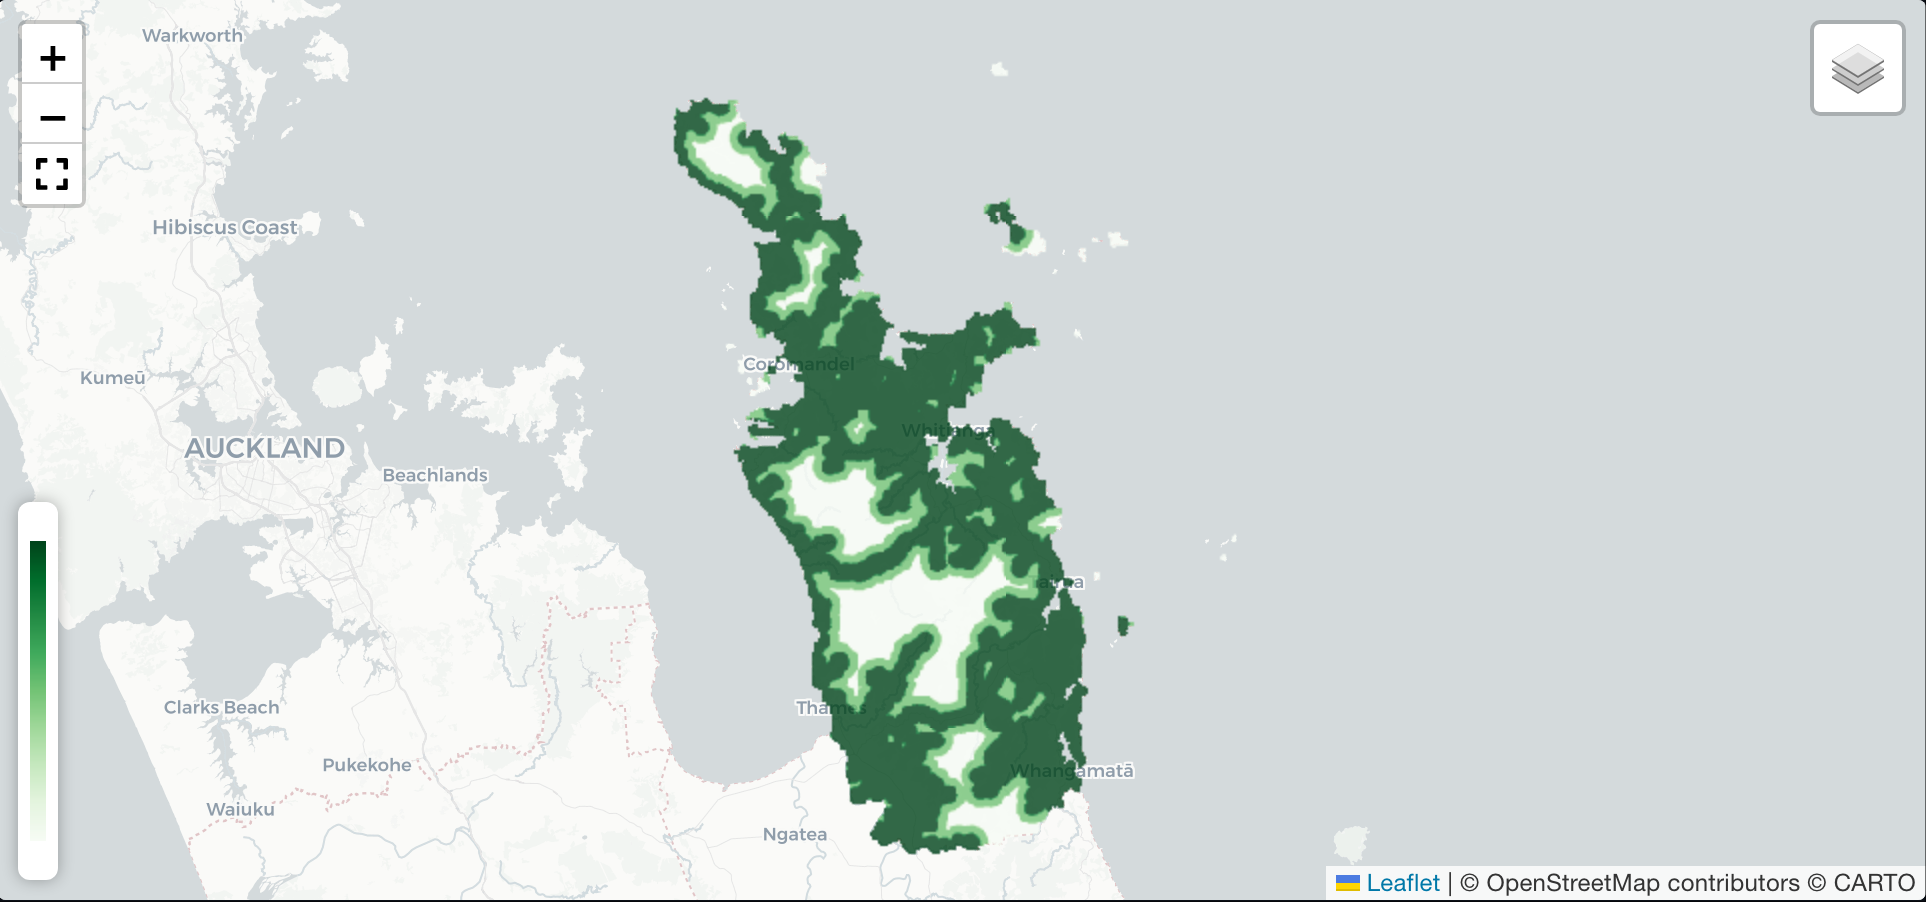 Warkworth
+
−
Hibiscus Coast
Coromandel
Kumeū
Whitianga
AUCKLAND
Beachlands
Clarks Beach
Thames
Pukekohe
Whangamatā
Waiuku
Ngatea
Leaflet | © OpenStreetMap contributors © CARTO